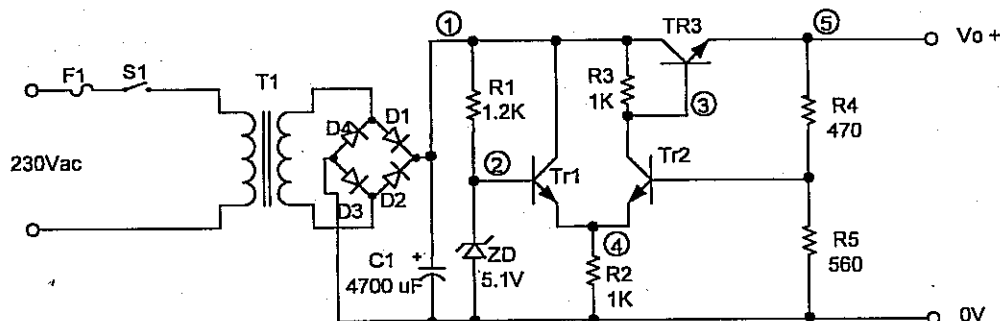 1
TR3
5
Vo +
F1
S1
T1
R1
1.2K
R3
1K
3
R4
470
D4
D1
230Vac
2
Tr1
Tr2
D3
D2
4
R5
560
C1
+
4700 uF
ZD
5.1V
R2
1K
0V